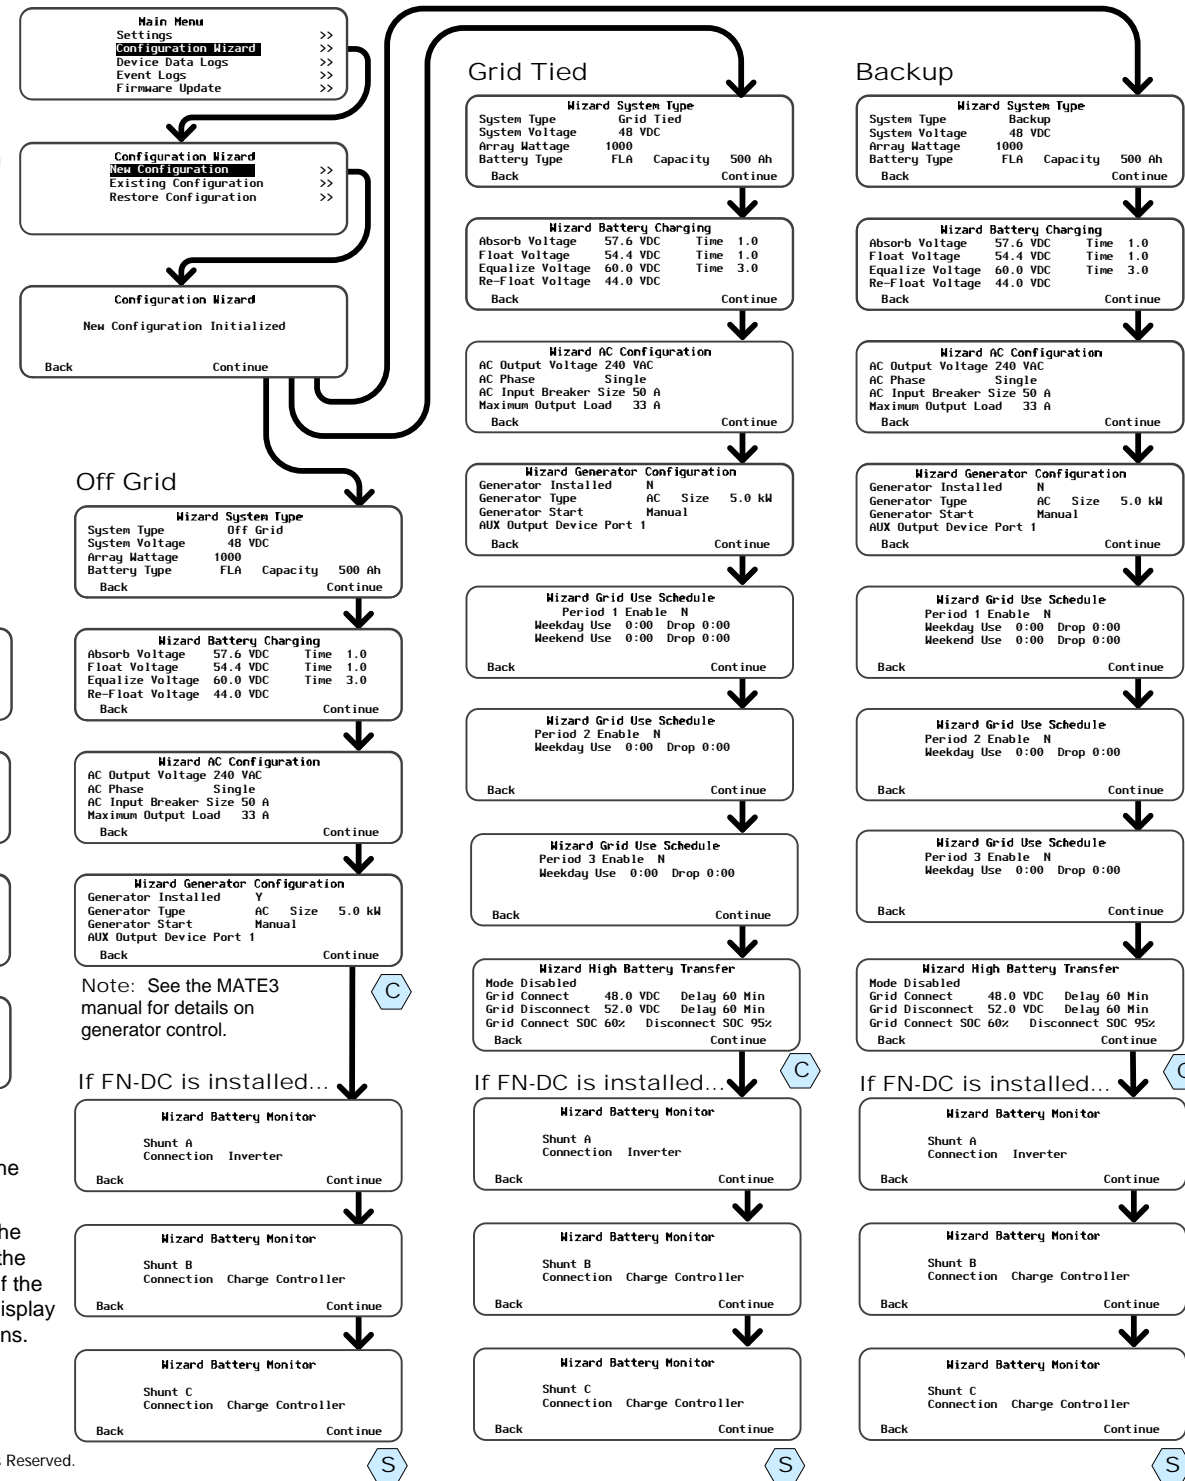 Main Menu
Settings >>
Configuration Wizard >>
Device Data Logs >>
Event Logs >>
Firmware Update >>
Configuration Wizard
New Configuration >>
Existing Configuration >>
Restore Configuration >>
Configuration Wizard
New Configuration Initialized
Back Continue
Off Grid
Wizard System Type
System Type Off Grid
System Voltage 48 VDC
Array Wattage 1000
Battery Type FLA Capacity 500 Ah
Back Continue
Wizard Battery Charging
Absorb Voltage 57.6 VDC Time 1.0
Float Voltage 54.4 VDC Time 1.0
Equalize Voltage 60.0 VDC Time 3.0
Re-Float Voltage 44.0 VDC
Back Continue
Wizard AC Configuration
AC Output Voltage 240 VAC
AC Phase Single
AC Input Breaker Size 50 A
Maximum Output Load 33 A
Back Continue
Wizard Generator Configuration
Generator Installed Y
Generator Type AC Size 5.0 kW
Generator Start Manual
AUX Output Device Port 1
Back Continue
Note: See the MATE3
manual for details on
generator control.
C
If FN-DC is installed...
Wizard Battery Monitor
Shunt A
Connection Inverter
Back Continue
Wizard Battery Monitor
Shunt B
Connection Charge Controller
Back Continue
Wizard Battery Monitor
Shunt C
Connection Charge Controller
Back Continue
S
Grid Tied
Wizard System Type
System Type Grid Tied
System Voltage 48 VDC
Array Wattage 1000
Battery Type FLA Capacity 500 Ah
Back Continue
Wizard Battery Charging
Absorb Voltage 57.6 VDC Time 1.0
Float Voltage 54.4 VDC Time 1.0
Equalize Voltage 60.0 VDC Time 3.0
Re-Float Voltage 44.0 VDC
Back Continue
Wizard AC Configuration
AC Output Voltage 240 VAC
AC Phase Single
AC Input Breaker Size 50 A
Maximum Output Load 33 A
Back Continue
Wizard Generator Configuration
Generator Installed N
Generator Type AC Size 5.0 kW
Generator Start Manual
AUX Output Device Port 1
Back Continue
Wizard Grid Use Schedule
Period 1 Enable N
Weekday Use 0:00 Drop 0:00
Weekend Use 0:00 Drop 0:00
Back Continue
Wizard Grid Use Schedule
Period 2 Enable N
Weekday Use 0:00 Drop 0:00
Back Continue
Wizard Grid Use Schedule
Period 3 Enable N
Weekday Use 0:00 Drop 0:00
Back Continue
Wizard High Battery Transfer
Mode Disabled
Grid Connect 48.0 VDC Delay 60 Min
Grid Disconnect 52.0 VDC Delay 60 Min
Grid Connect SOC 60% Disconnect SOC 95%
Back Continue
C
If FN-DC is installed...
Wizard Battery Monitor
Shunt A
Connection Inverter
Back Continue
Wizard Battery Monitor
Shunt B
Connection Charge Controller
Back Continue
Wizard Battery Monitor
Shunt C
Connection Charge Controller
Back Continue
S
Backup
Wizard System Type
System Type Backup
System Voltage 48 VDC
Array Wattage 1000
Battery Type FLA Capacity 500 Ah
Back Continue
Wizard Battery Charging
Absorb Voltage 57.6 VDC Time 1.0
Float Voltage 54.4 VDC Time 1.0
Equalize Voltage 60.0 VDC Time 3.0
Re-Float Voltage 44.0 VDC
Back Continue
Wizard AC Configuration
AC Output Voltage 240 VAC
AC Phase Single
AC Input Breaker Size 50 A
Maximum Output Load 33 A
Back Continue
Wizard Generator Configuration
Generator Installed N
Generator Type AC Size 5.0 kW
Generator Start Manual
AUX Output Device Port 1
Back Continue
Wizard Grid Use Schedule
Period 1 Enable N
Weekday Use 0:00 Drop 0:00
Weekend Use 0:00 Drop 0:00
Back Continue
Wizard Grid Use Schedule
Period 2 Enable N
Weekday Use 0:00 Drop 0:00
Back Continue
Wizard Grid Use Schedule
Period 3 Enable N
Weekday Use 0:00 Drop 0:00
Back Continue
Wizard High Battery Transfer
Mode Disabled
Grid Connect 48.0 VDC Delay 60 Min
Grid Disconnect 52.0 VDC Delay 60 Min
Grid Connect SOC 60% Disconnect SOC 95%
Back Continue
If FN-DC is installed...
Wizard Battery Monitor
Shunt A
Connection Inverter
Back Continue
Wizard Battery Monitor
Shunt B
Connection Charge Controller
Back Continue
Wizard Battery Monitor
Shunt C
Connection Charge Controller
Back Continue
S
the
Reserved.